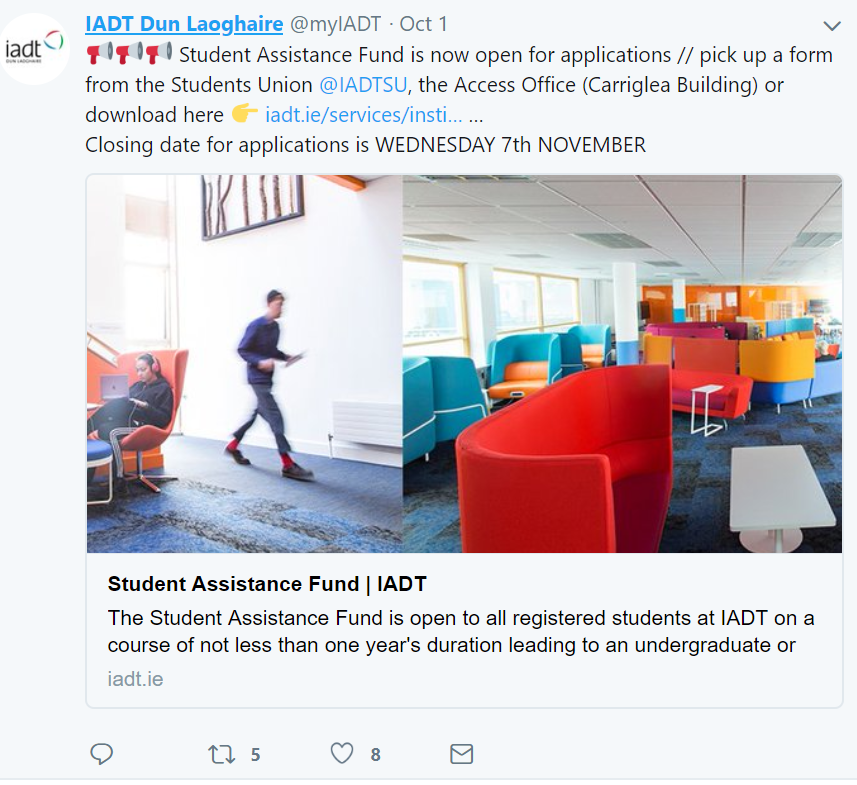 iadt
DUN LAOGHAIRE
IADT Dun Laoghaire @myIADT · Oct 1
Student Assistance Fund is now open for applications // pick up a form
from the Students Union @IADTSU, the Access Office (Carriglea Building) or
download here 👉 iadt.ie/services/insti… …
Closing date for applications is WEDNESDAY 7th NOVEMBER
Student Assistance Fund | IADT
The Student Assistance Fund is open to all registered students at IADT on a
course of not less than one year's duration leading to an undergraduate or
iadt.ie
5
8